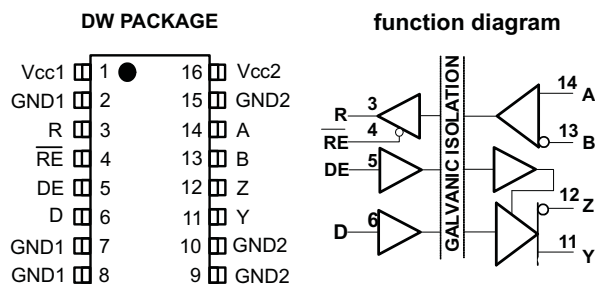 DW PACKAGE
Vcc1 1 16 Vcc2
GND1 2 15 GND2
R 3 14 A
RE 4 13 B
DE 5 12 Z
D 6 11 Y
GND1 7 10 GND2
GND1 8 9 GND2
function diagram
GALVANIC ISOLATION
R 3
RE 4
DE 5
D 6
14 A
13 B
12 Z
11 Y